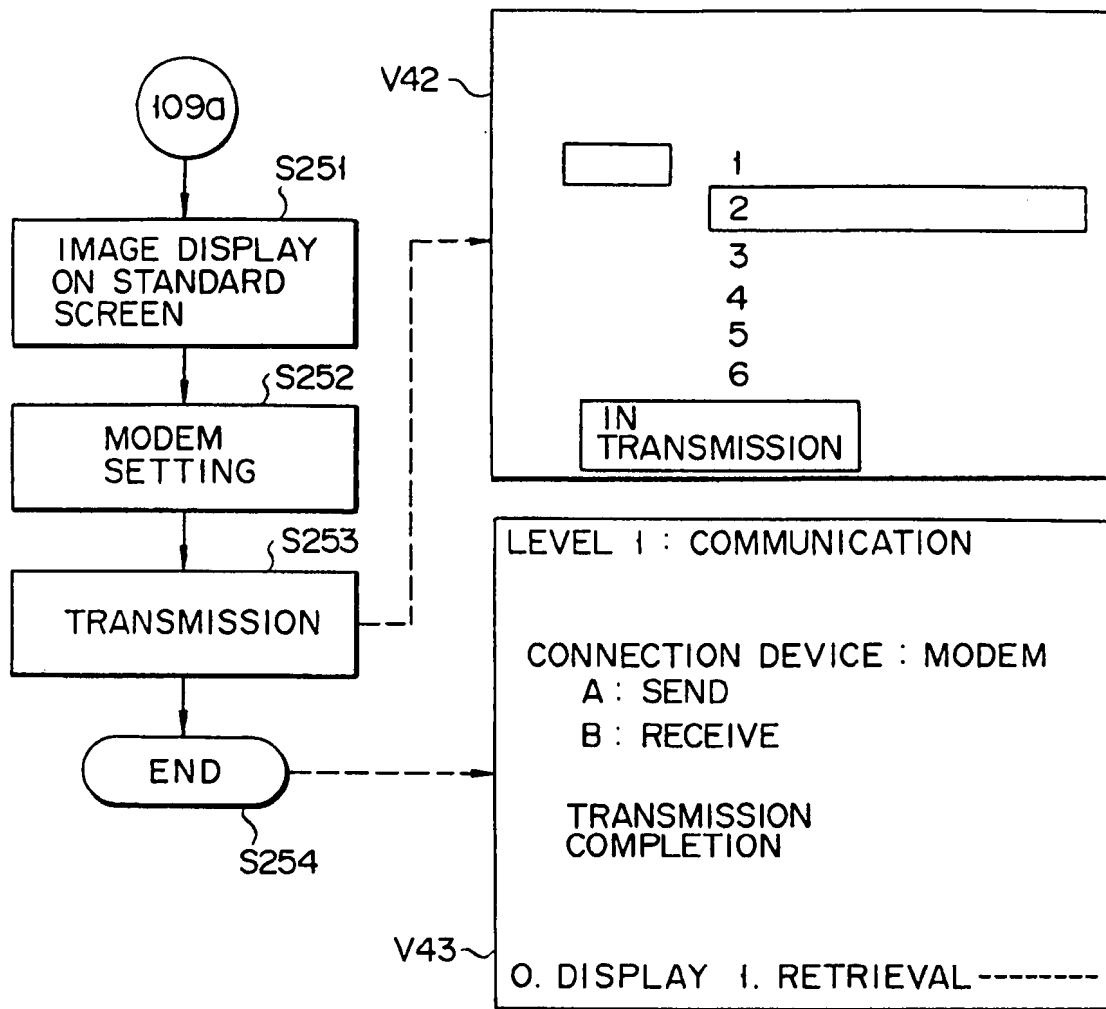 109a
S251
IMAGE DISPLAY
ON STANDARD
SCREEN
S252
MODEM
SETTING
S253
TRANSMISSION
END
S254
V42
1
2
3
4
5
6
IN
TRANSMISSION
LEVEL 1 : COMMUNICATION
CONNECTION DEVICE : MODEM
A : SEND
B : RECEIVE
TRANSMISSION
COMPLETION
V43
0. DISPLAY 1. RETRIEVAL --------